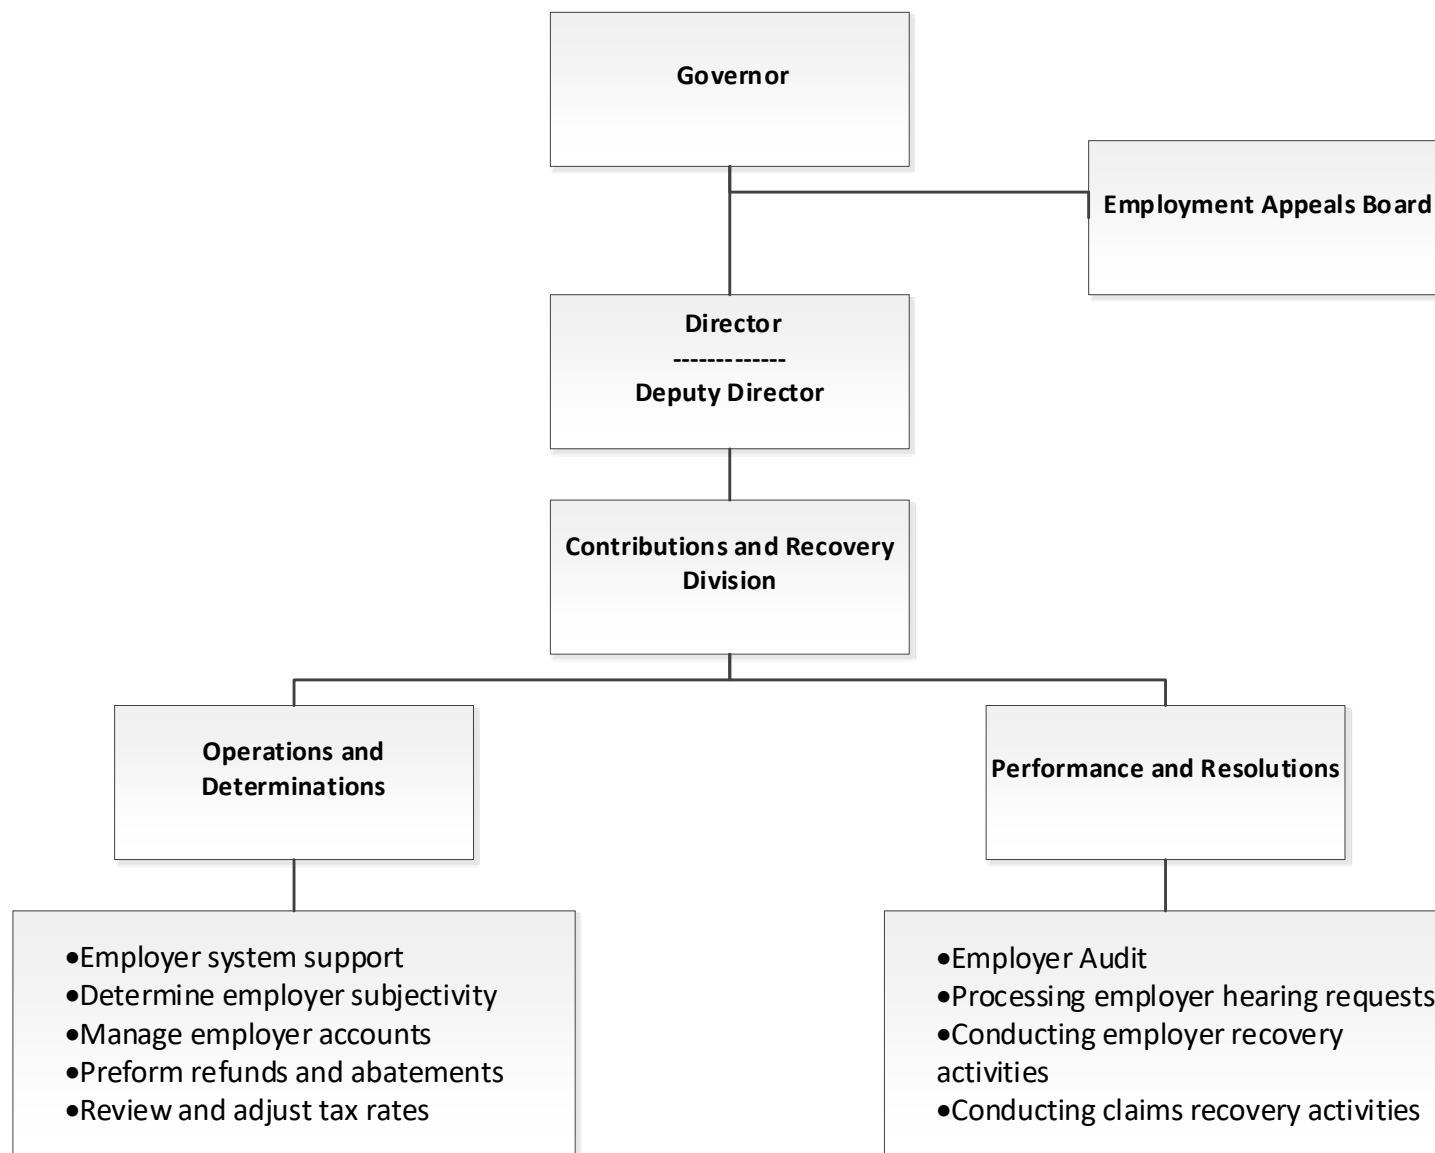 Governor
Employment Appeals Board
Director
-------------
Deputy Director
Contributions and Recovery
Division
Operations and
Determinations
Performance and Resolutions
•Employer system support
•Determine employer subjectivity
•Manage employer accounts
•Preform refunds and abatements
•Review and adjust tax rates
•Employer Audit
•Processing employer hearing requests
•Conducting employer recovery
activities
•Conducting claims recovery activities